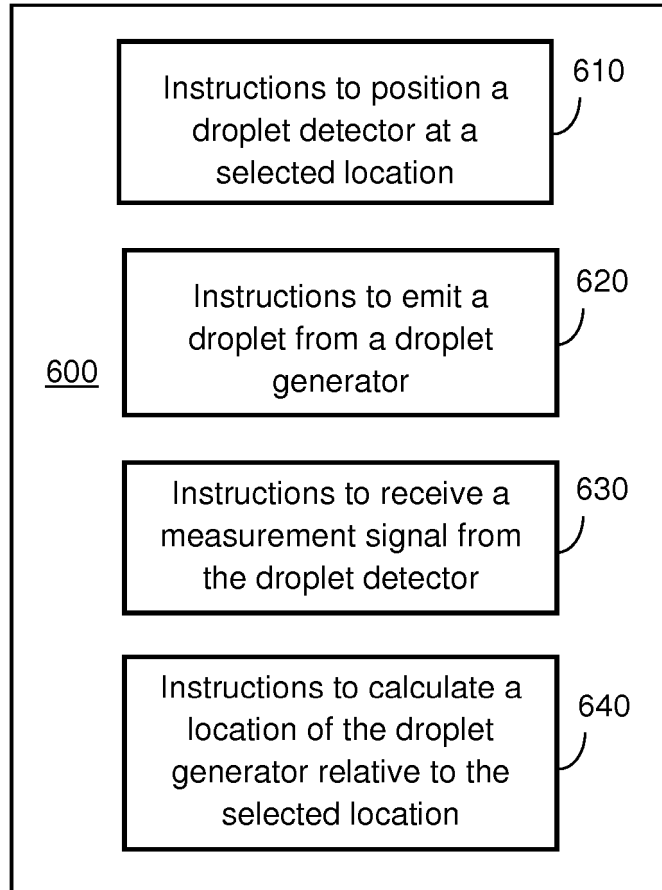 Instructions to position a
droplet detector at a
selected location
610
Instructions to emit a
droplet from a droplet
generator
620
600
Instructions to receive a
measurement signal from
the droplet detector
630
Instructions to calculate a
location of the droplet
generator relative to the
selected location
640